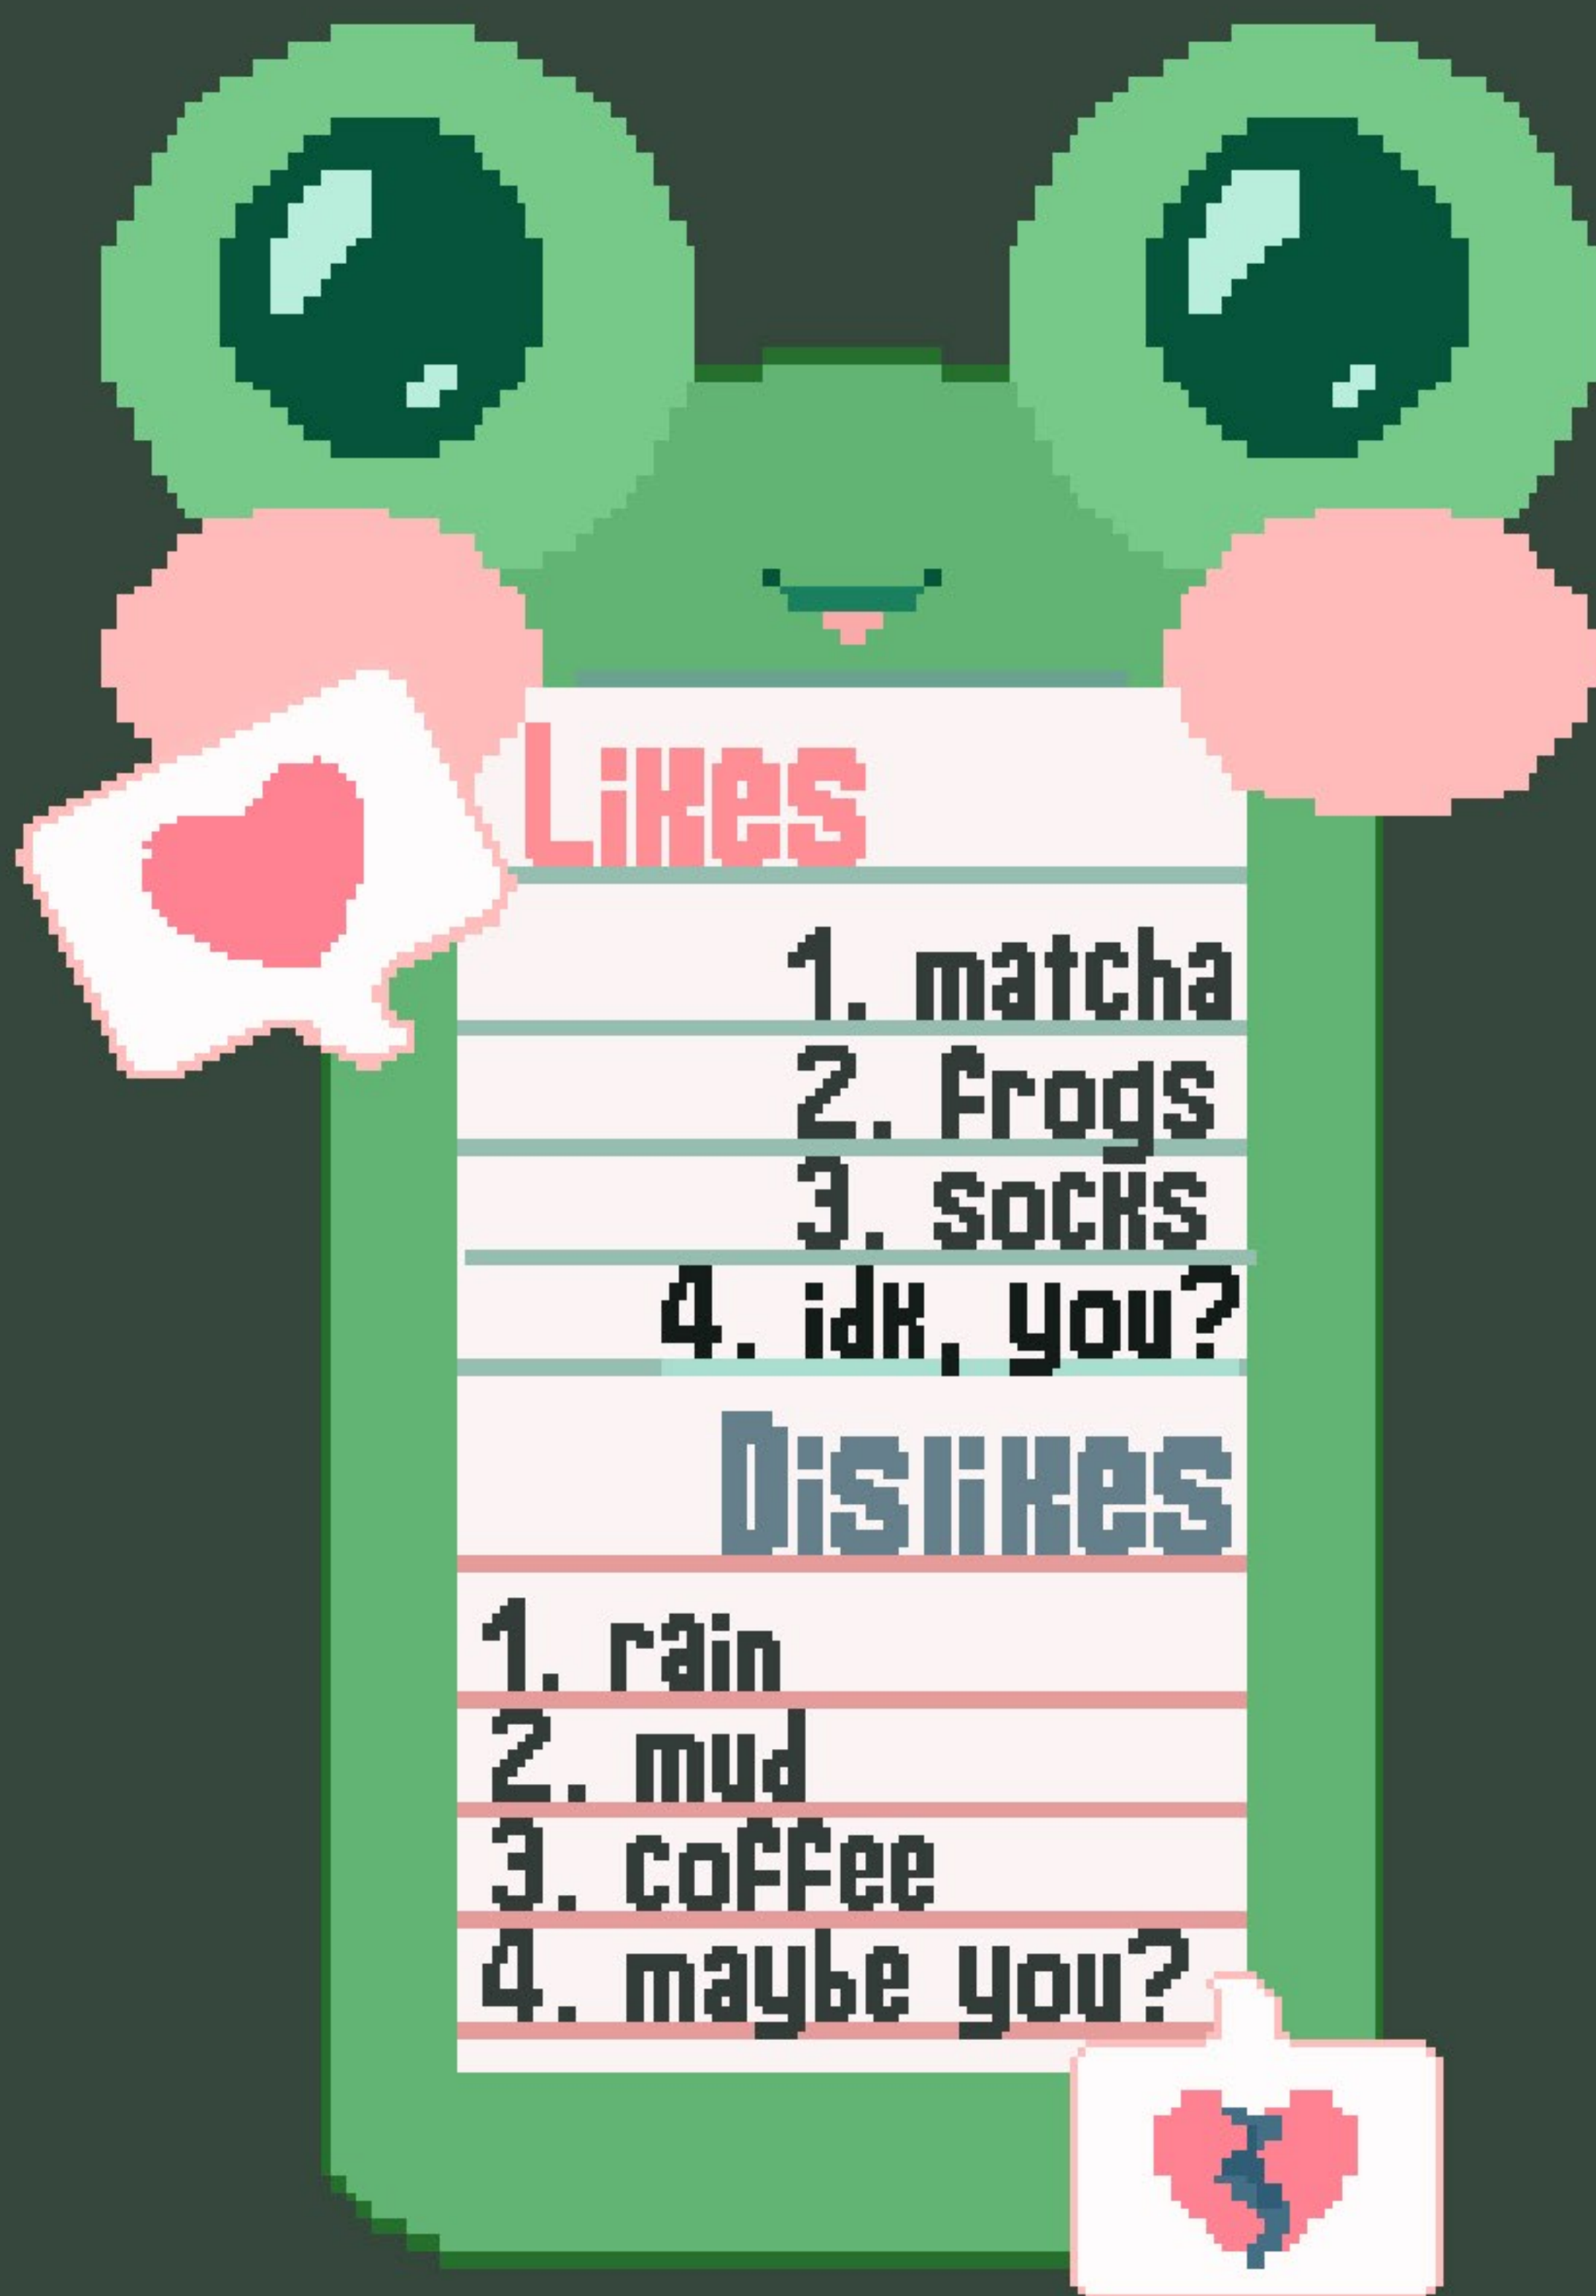 Likes
1. matcha
2. frogs
3. socks
4. idk, you?
Dislikes
1. rain
2. mud
3. coffee
4. maybe you?